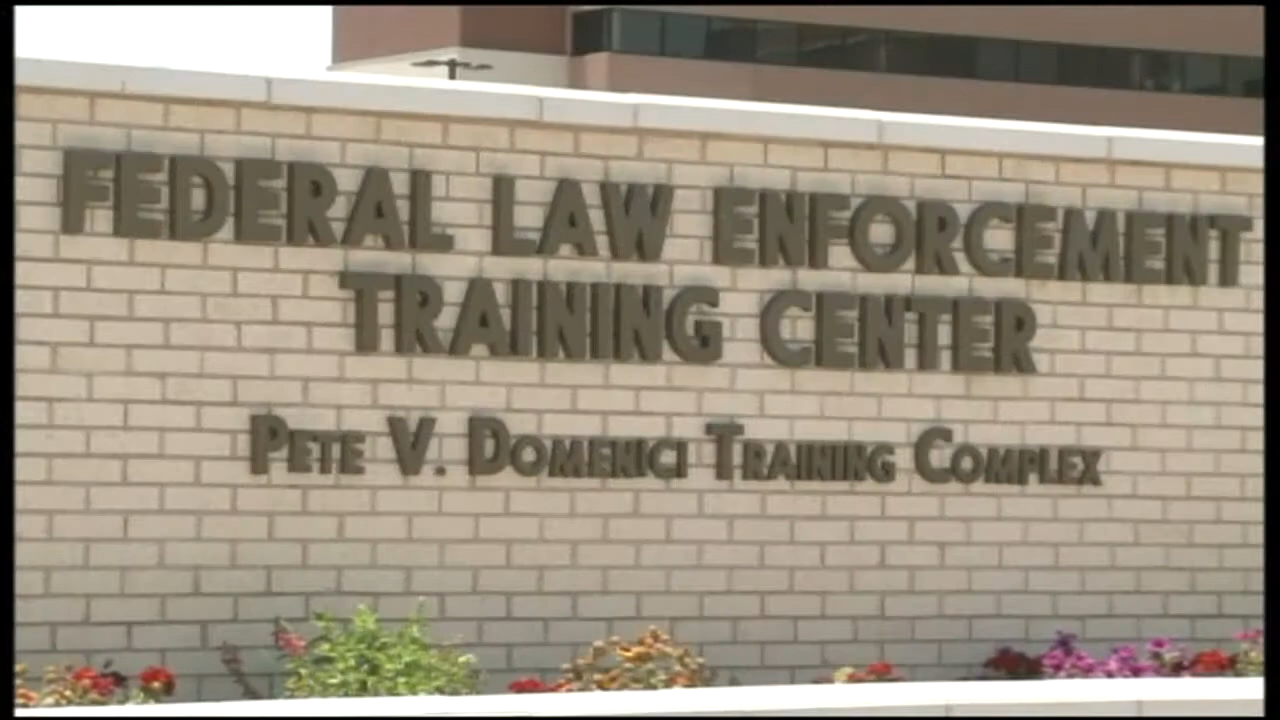 FEDERAL LAW ENFORCEMENT
TRAINING CENTER
PETE V. DOMENICI TRAINING COMPLEX